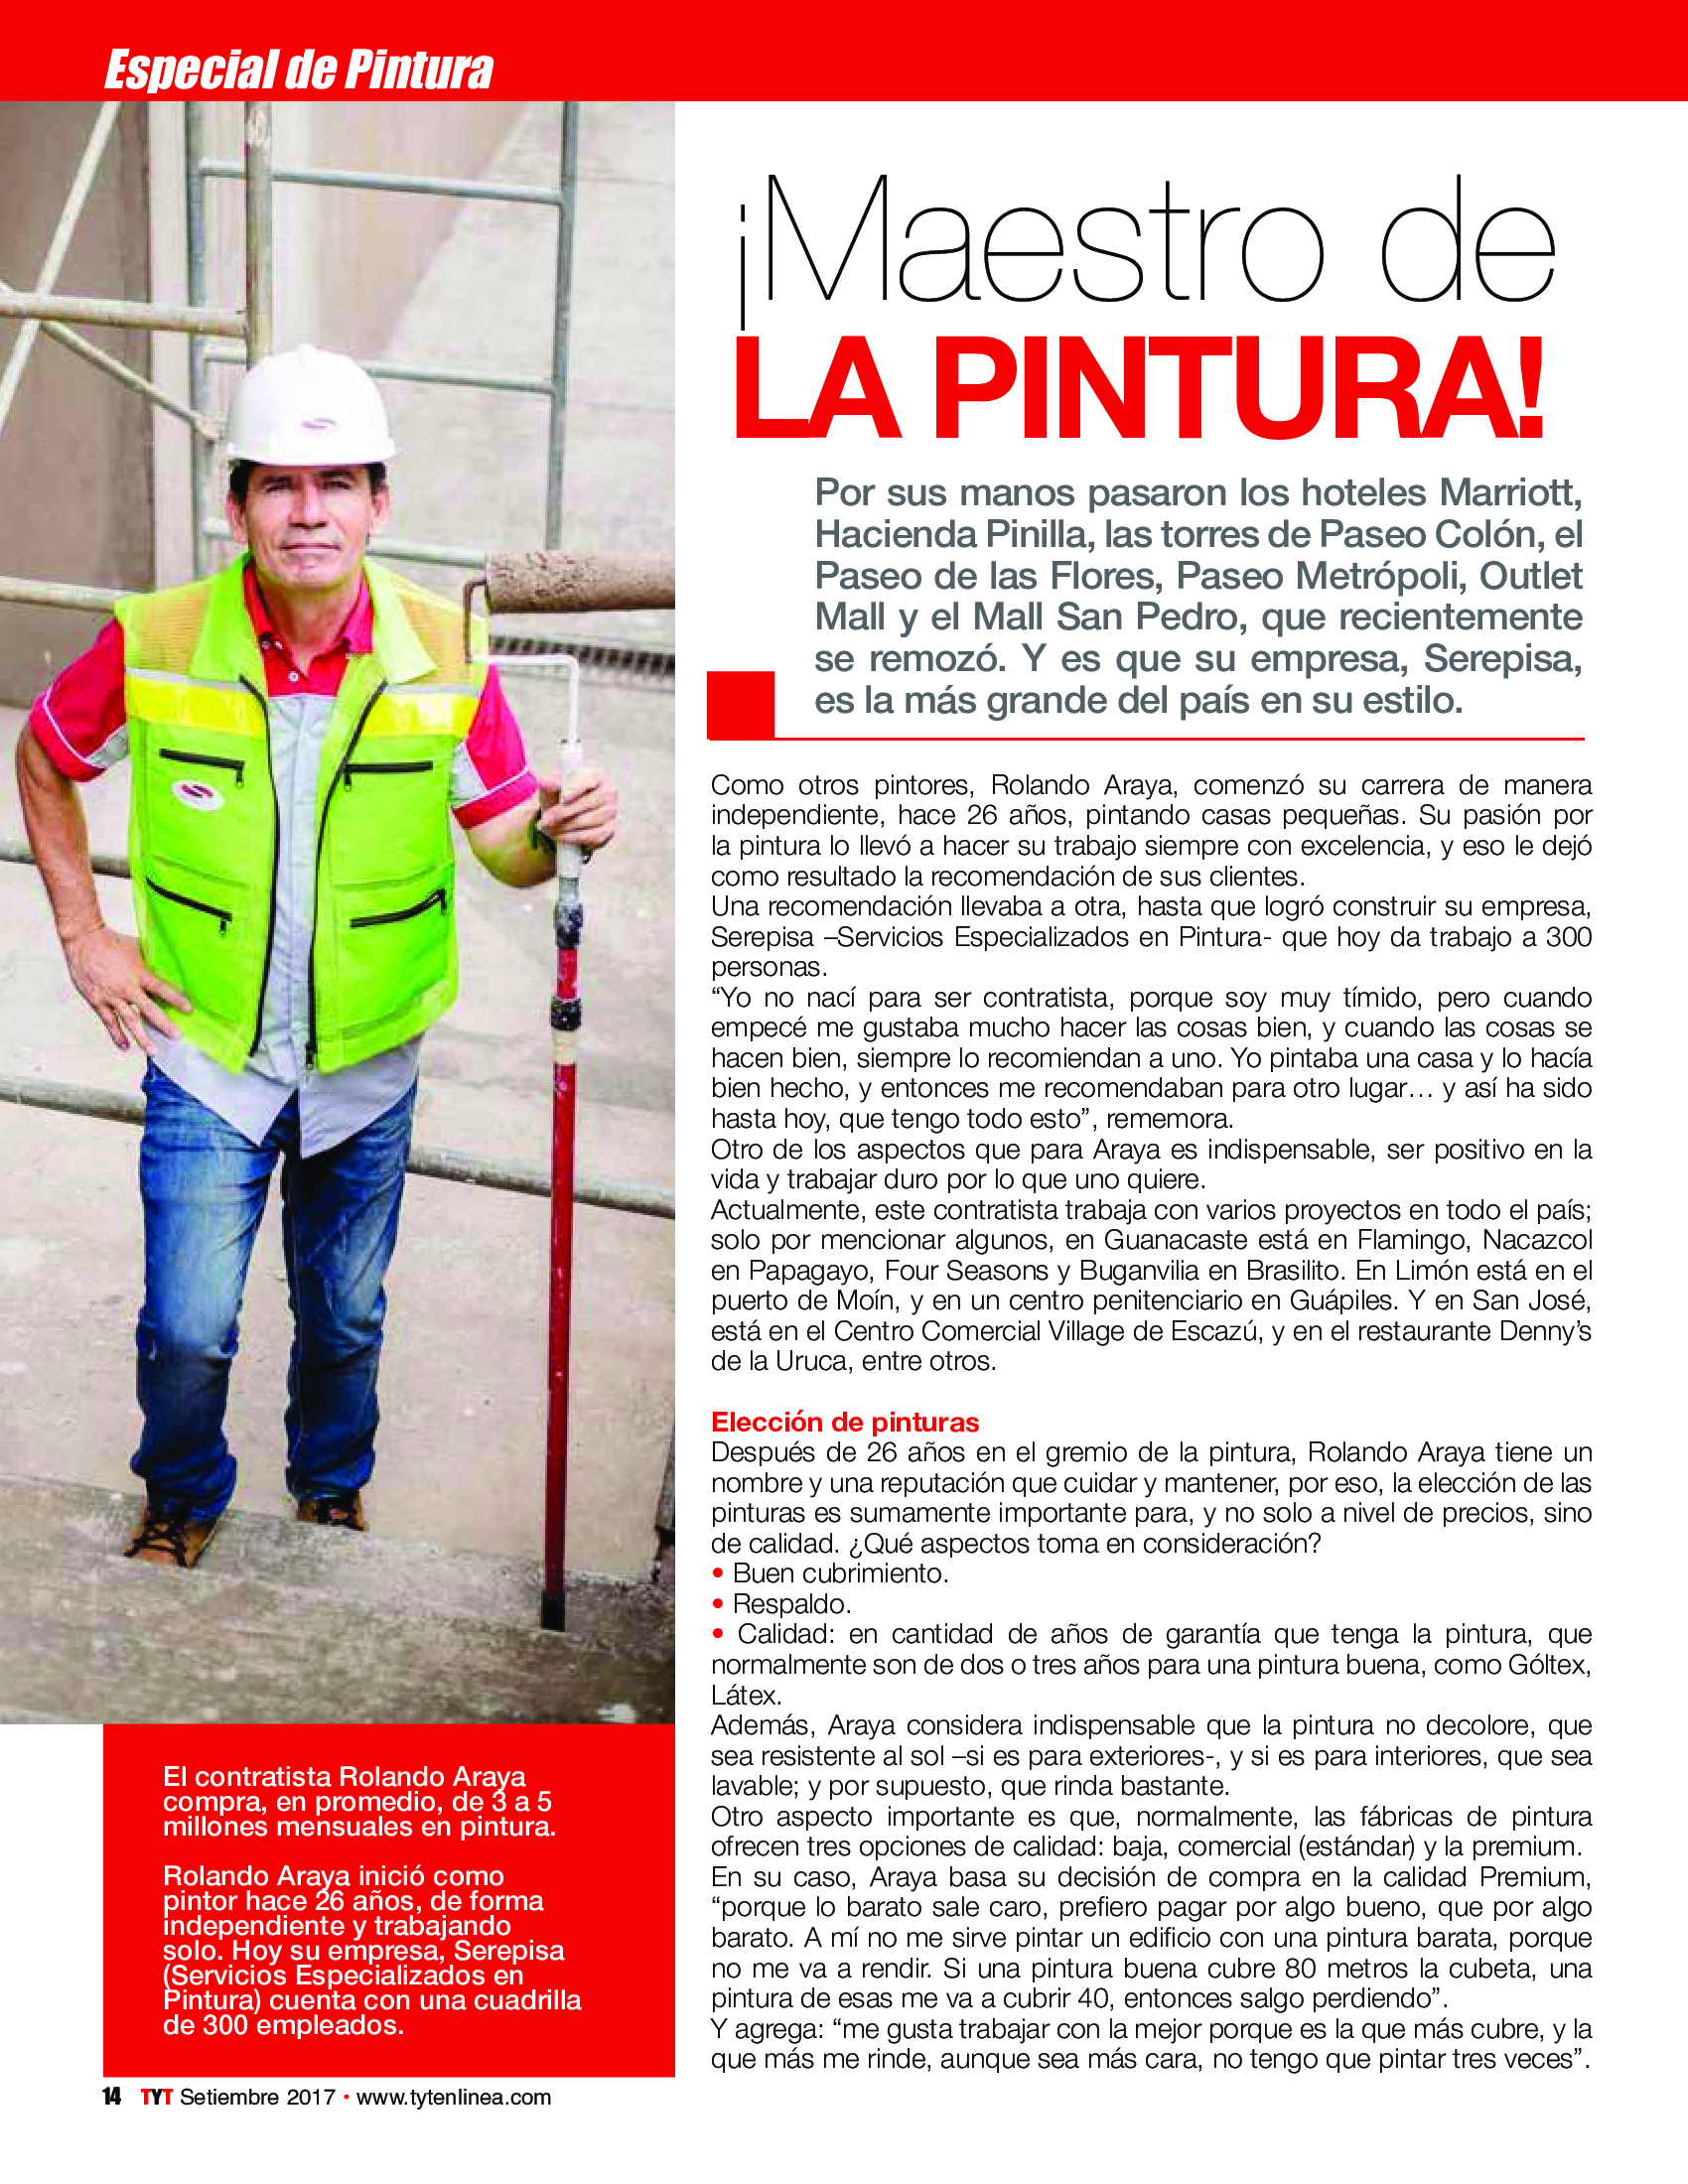 Especial de Pintura
¡Maestro de
LA PINTURA!
Por sus manos pasaron los hoteles Marriott,
Hacienda Pinilla, las torres de Paseo Colón, el
Paseo de las Flores, Paseo Metrópoli, Outlet
Mall y el Mall San Pedro, que recientemente
se remozó. Y es que su empresa, Serepisa,
es la más grande del país en su estilo.
Como otros pintores, Rolando Araya, comenzó su carrera de manera
independiente, hace 26 años, pintando casas pequeñas. Su pasión por
la pintura lo llevó a hacer su trabajo siempre con excelencia, y eso le dejó
como resultado la recomendación de sus clientes.
Una recomendación llevaba a otra, hasta que logró construir su empresa,
Serepisa –Servicios Especializados en Pintura- que hoy da trabajo a 300
personas.
“Yo no nací para ser contratista, porque soy muy tímido, pero cuando
empecé me gustaba mucho hacer las cosas bien, y cuando las cosas se
hacen bien, siempre lo recomiendan a uno. Yo pintaba una casa y lo hacía
bien hecho, y entonces me recomendaban para otro lugar… y así ha sido
hasta hoy, que tengo todo esto”, rememora.
Otro de los aspectos que para Araya es indispensable, ser positivo en la
vida y trabajar duro por lo que uno quiere.
Actualmente, este contratista trabaja con varios proyectos en todo el país;
solo por mencionar algunos, en Guanacaste está en Flamingo, Nacazcol
en Papagayo, Four Seasons y Buganvilia en Brasilito. En Limón está en el
puerto de Moín, y en un centro penitenciario en Guápiles. Y en San José,
está en el Centro Comercial Village de Escazú, y en el restaurante Denny’s
de la Uruca, entre otros.
Elección de pinturas
Después de 26 años en el gremio de la pintura, Rolando Araya tiene un
nombre y una reputación que cuidar y mantener, por eso, la elección de las
pinturas es sumamente importante para, y no solo a nivel de precios, sino
de calidad. ¿Qué aspectos toma en consideración?
• Buen cubrimiento.
• Respaldo.
• Calidad: en cantidad de años de garantía que tenga la pintura, que
normalmente son de dos o tres años para una pintura buena, como Góltex,
Látex.
Además, Araya considera indispensable que la pintura no decolore, que
sea resistente al sol –si es para exteriores-, y si es para interiores, que sea
lavable; y por supuesto, que rinda bastante.
Otro aspecto importante es que, normalmente, las fábricas de pintura
ofrecen tres opciones de calidad: baja, comercial (estándar) y la premium.
En su caso, Araya basa su decisión de compra en la calidad Premium,
“porque lo barato sale caro, prefiero pagar por algo bueno, que por algo
barato. A mí no me sirve pintar un edificio con una pintura barata, porque
no me va a rendir. Si una pintura buena cubre 80 metros la cubeta, una
pintura de esas me va a cubrir 40, entonces salgo perdiendo”.
Y agrega: “me gusta trabajar con la mejor porque es la que más cubre, y la
que más me rinde, aunque sea más cara, no tengo que pintar tres veces”.
El contratista Rolando Araya
compra, en promedio, de 3 a 5
millones mensuales en pintura.
Rolando Araya inició como
pintor hace 26 años, de forma
independiente y trabajando
solo. Hoy su empresa, Serepisa
(Servicios Especializados en
Pintura) cuenta con una cuadrilla
de 300 empleados.
14 TYT Setiembre 2017 • www.tytenlinea.com